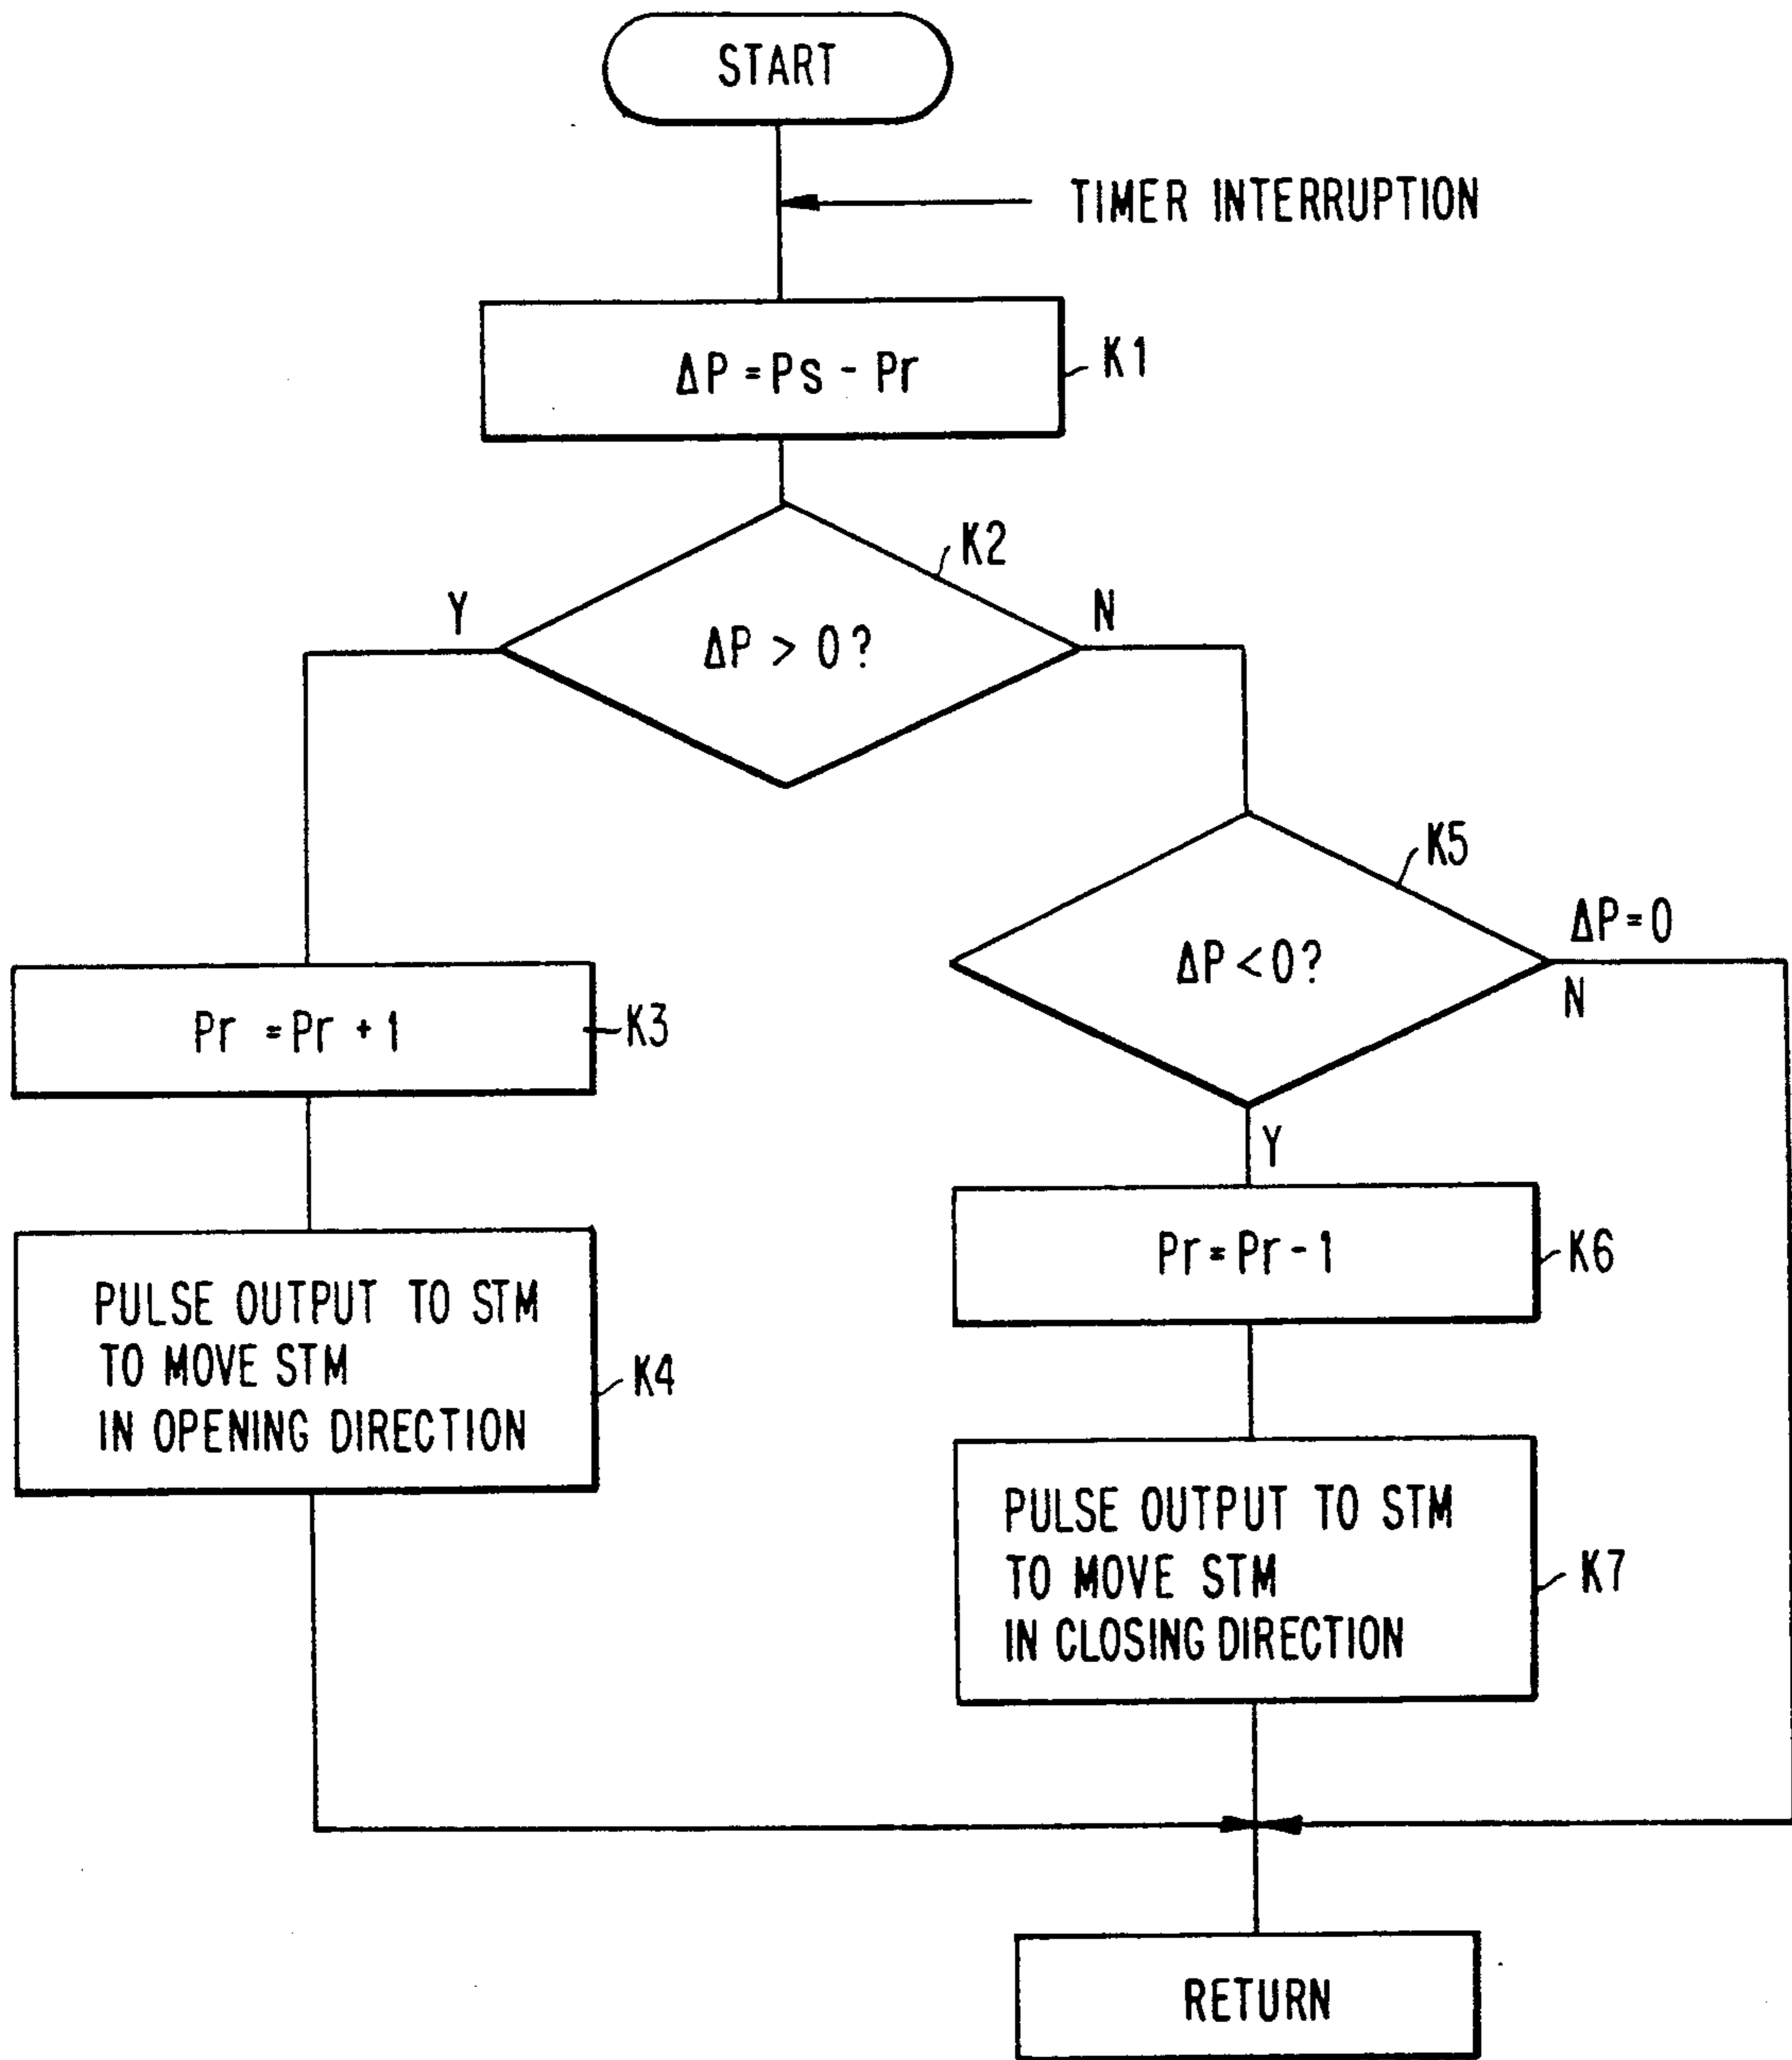 START
TIMER INTERRUPTION
ΔP = Ps - Pr
K1
K2
Y
ΔP > 0?
N
K5
ΔP = 0
ΔP < 0?
N
Pr = Pr + 1
K3
Y
Pr = Pr - 1
K6
PULSE OUTPUT TO STM
TO MOVE STM
IN OPENING DIRECTION
K4
PULSE OUTPUT TO STM
TO MOVE STM
IN CLOSING DIRECTION
K7
RETURN